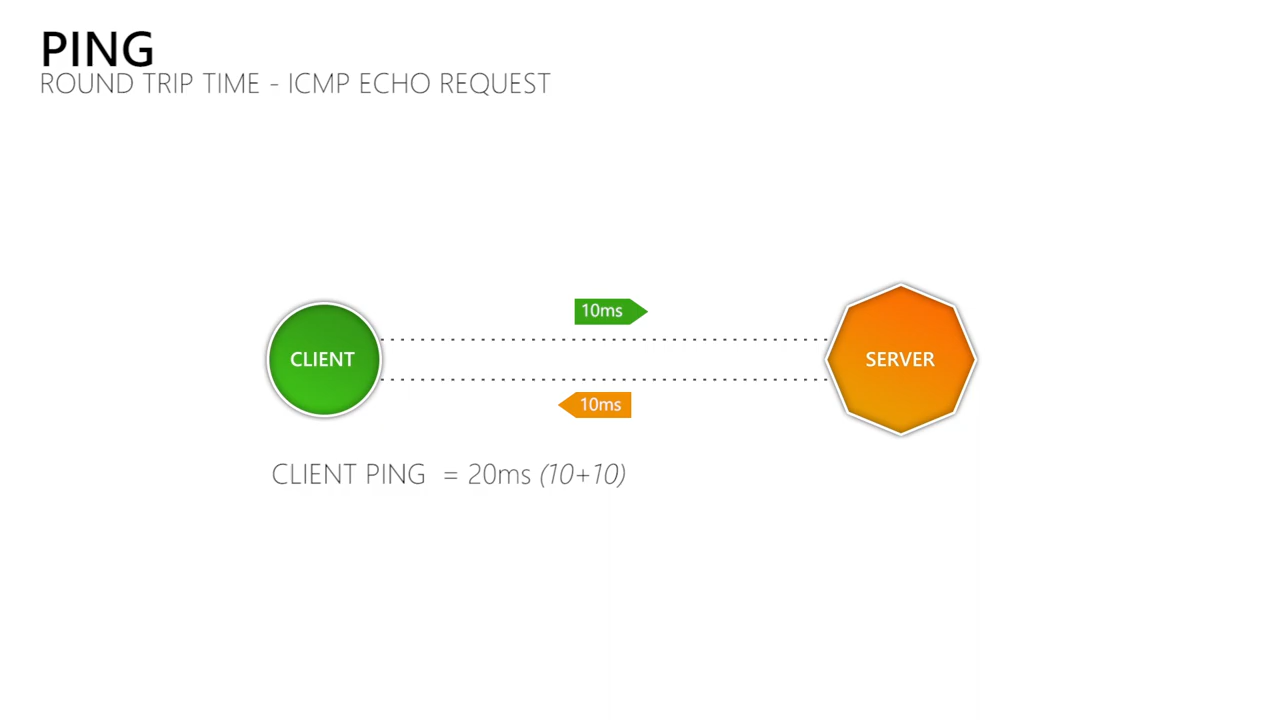 PING
ROUND TRIP TIME - ICMP ECHO REQUEST
10ms
CLIENT
SERVER
10ms
CLIENT PING = 20ms (10+10)